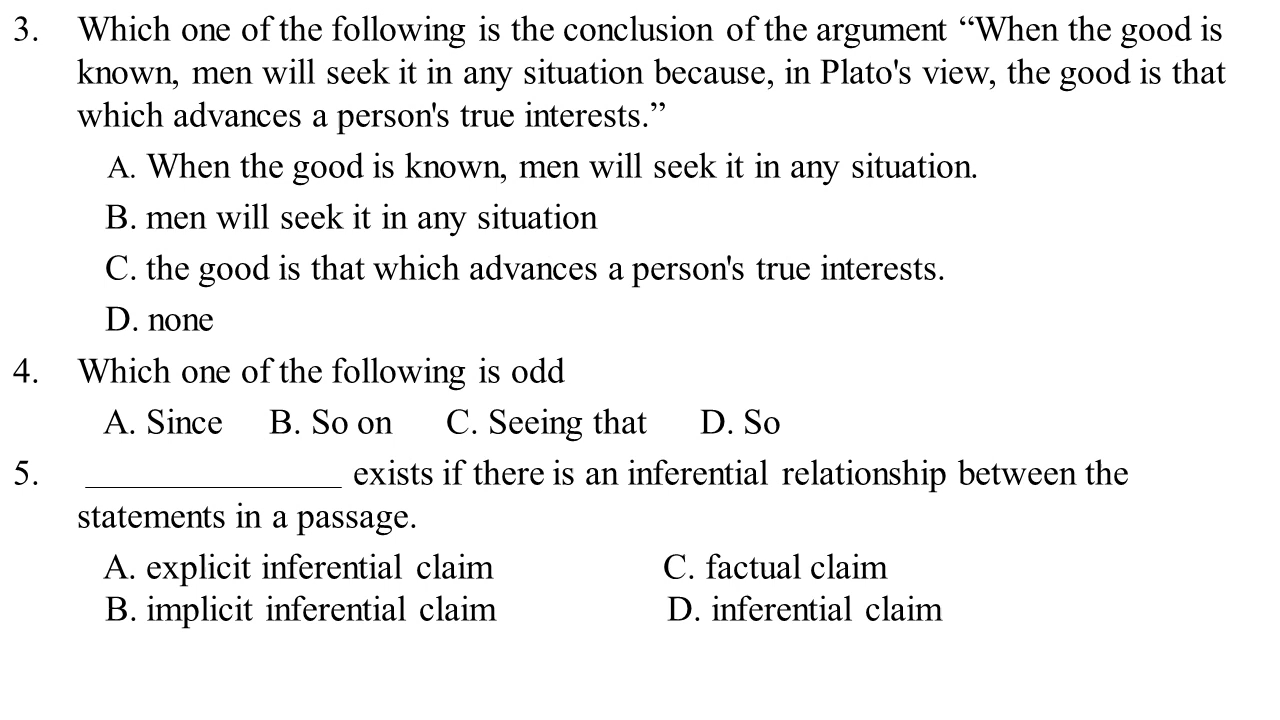 3. Which one of the following is the conclusion of the argument “When the good is
known, men will seek it in any situation because, in Plato's view, the good is that
which advances a person's true interests.”
A. When the good is known, men will seek it in any situation.
B. men will seek it in any situation
C. the good is that which advances a person's true interests.
D. none
4. Which one of the following is odd
A. Since B. So on C. Seeing that D. So
5. _______________ exists if there is an inferential relationship between the
statements in a passage.
A. explicit inferential claim C. factual claim
B. implicit inferential claim D. inferential claim